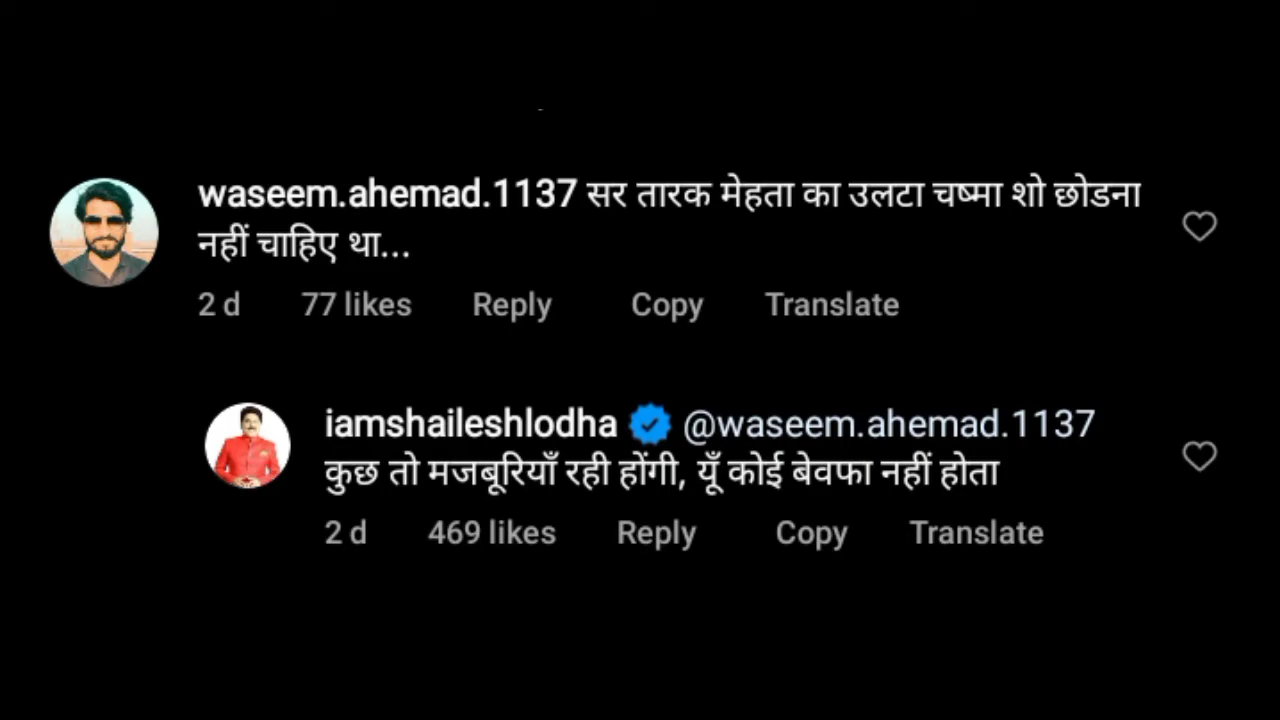 waseem.ahemad.1137 सर तारक मेहता का उलटा चष्मा शो छोडना
नहीं चाहिए था...
2 d 77 likes Reply Copy Translate
iamshaileshlodha @waseem.ahemad.1137
कुछ तो मजबूरियाँ रही होंगी, यूँ कोई बेवफा नहीं होता
2 d 469 likes Reply Copy Translate